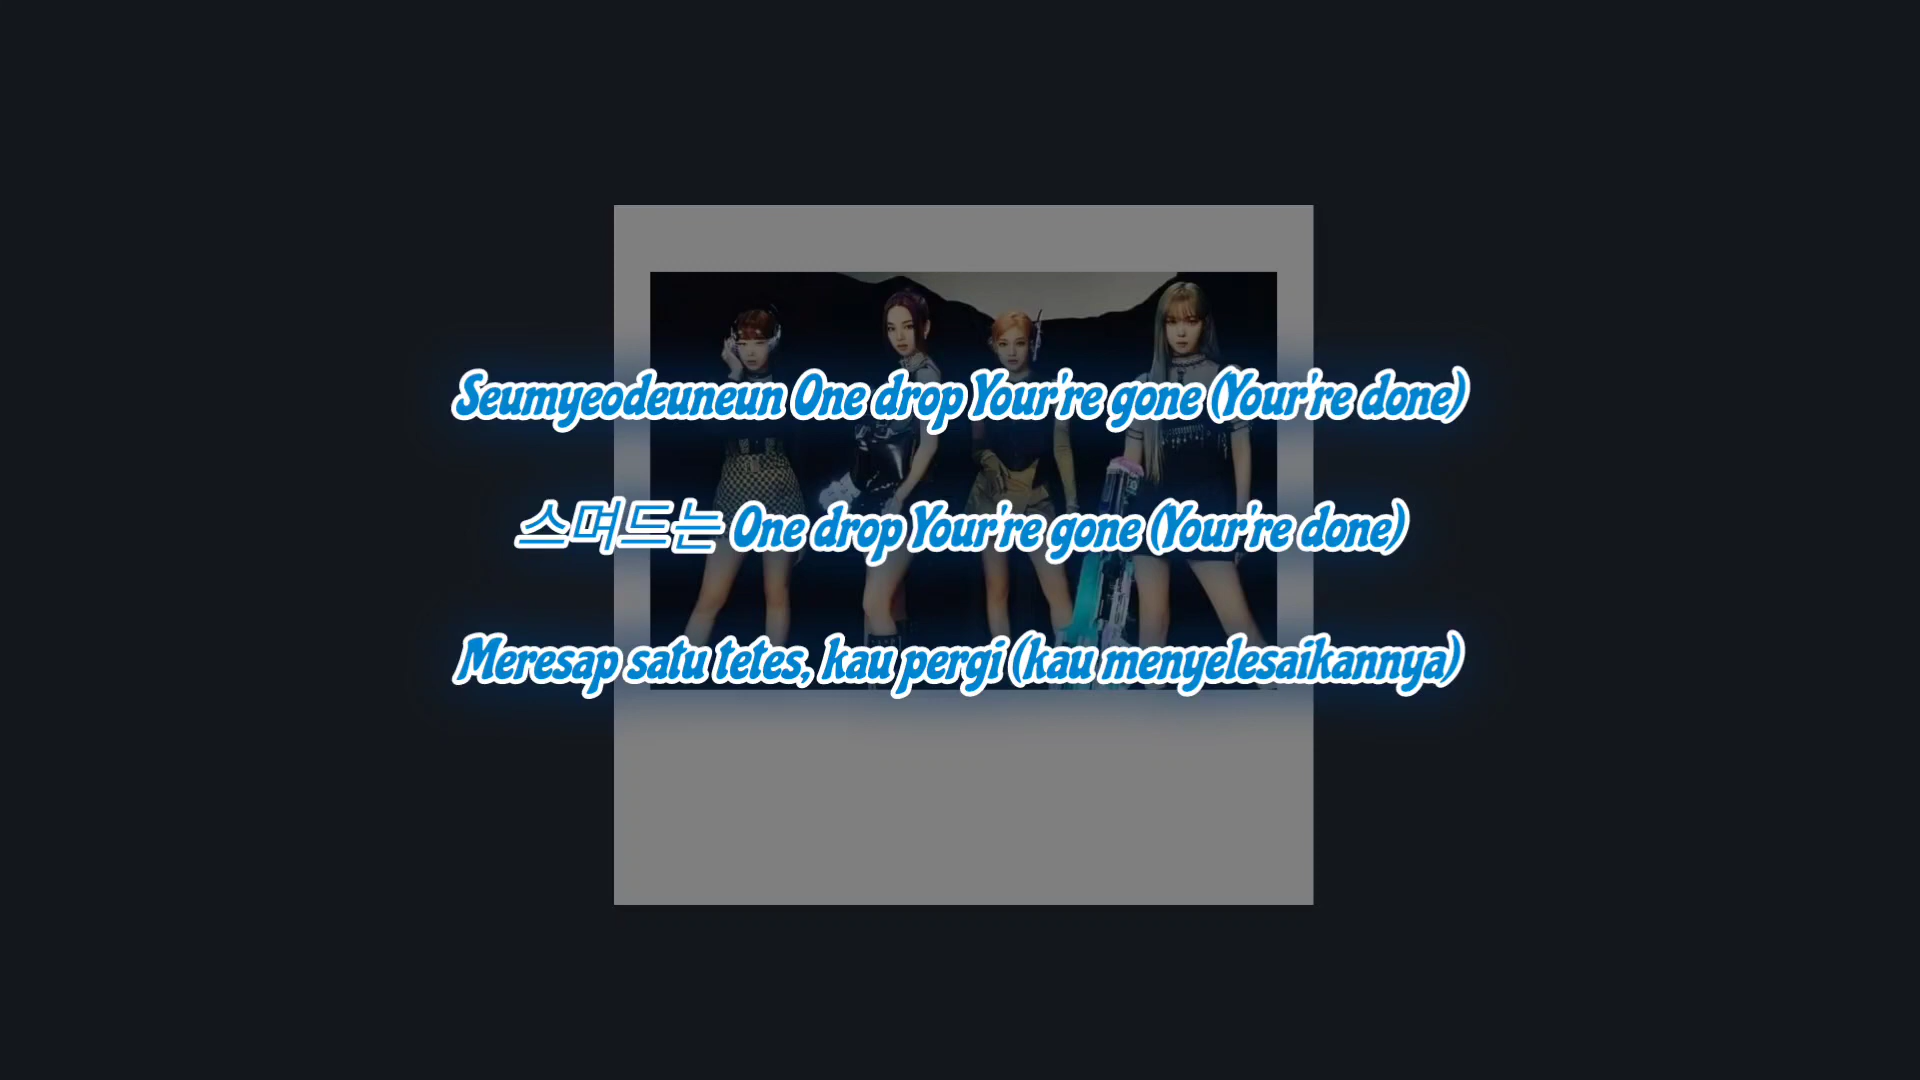 Seumyeodeuneun One drop Your're gone (Your're done)
스며드는 One drop Your're gone (Your're done)
Meresap satu tetes, kau pergi (kau menyelesaikannya)